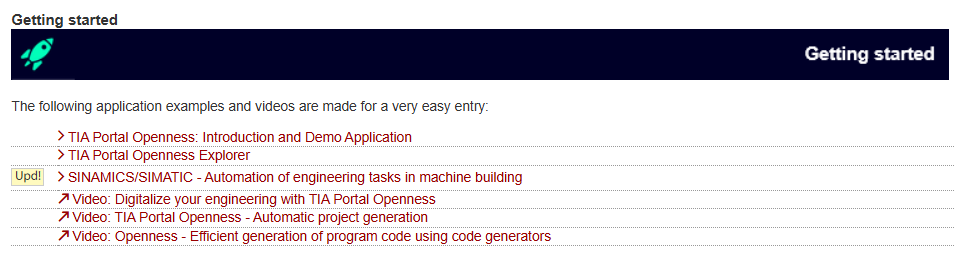 Getting started
Getting started
The following application examples and videos are made for a very easy entry:
TIA Portal Openness: Introduction and Demo Application
TIA Portal Openness Explorer
Upd! SINAMICS/SIMATIC - Automation of engineering tasks in machine building
Video: Digitalize your engineering with TIA Portal Openness
Video: TIA Portal Openness - Automatic project generation
Video: Openness - Efficient generation of program code using code generators